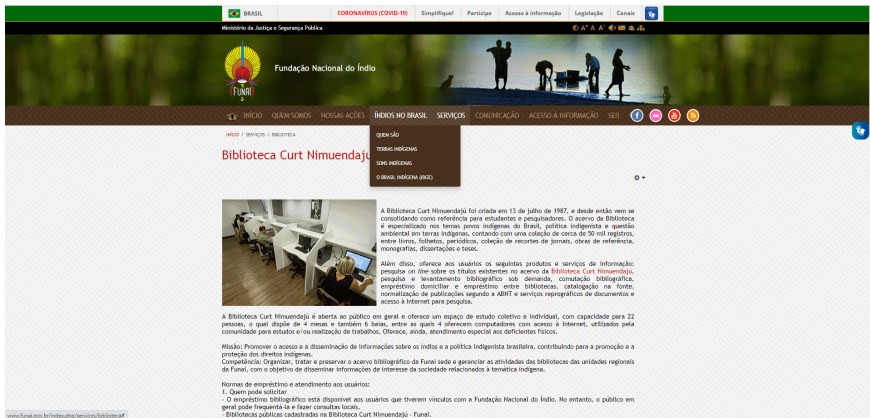 BRASIL
CORONAVÍRUS (COVID-19) Simplifique! Participe Acesso à informação Legislação Canais
Ministério da Justiça e Segurança Pública
A+ A A-
FUNAI
Fundação Nacional do Índio
INÍCIO QUEM SOMOS NOSSAS AÇÕES ÍNDIOS NO BRASIL SERVIÇOS COMUNICAÇÃO ACESSO À INFORMAÇÃO SEI!
INÍCIO / SERVIÇOS / BIBLIOTECA
QUEM SÃO
TERRAS INDÍGENAS
SONS INDÍGENAS
O BRASIL INDÍGENA (IBGE)
Biblioteca Curt Nimuendajú
A Biblioteca Curt Nimuendajú foi criada em 13 de julho de 1987, e desde então vem se
consolidando como referência para estudantes e pesquisadores. O acervo da Biblioteca
é especializado nos temas povos indígenas do Brasil, política indigenista e questão
ambiental em terras indígenas, contando com uma coleção de cerca de 50 mil registros,
entre livros, folhetos, periódicos, coleção de recortes de jornais, obras de referência,
monografias, dissertações e teses.
Além disso, oferece aos usuários os seguintes produtos e serviços de informação:
pesquisa on line sobre os títulos existentes no acervo da Biblioteca Curt Nimuendajú,
pesquisa e levantamento bibliográfico sob demanda, comutação bibliográfica,
empréstimo domiciliar e empréstimo entre bibliotecas, catalogação na fonte,
normalização de publicações segundo a ABNT e serviços reprográficos de documentos e
acesso à Internet para pesquisa.
A Biblioteca Curt Nimuendajú é aberta ao público em geral e oferece um espaço de estudo coletivo e individual, com capacidade para 22
pessoas, o qual dispõe de 4 mesas e também 6 baias, entre as quais 4 oferecem computadores com acesso à Internet, utilizados pela
comunidade para estudos e/ou realização de trabalhos. Oferece, ainda, atendimento especial aos deficientes físicos.
Missão: Promover o acesso e a disseminação de informações sobre os índios e a política indigenista brasileira, contribuindo para a promoção e a
proteção dos direitos indígenas.
Competência: Organizar, tratar e preservar o acervo bibliográfico da Funai sede e gerenciar as atividades das bibliotecas das unidades regionais
da Funai, com o objetivo de disseminar informações de interesse da sociedade relacionados à temática indígena.
Normas de empréstimo e atendimento aos usuários:
1. Quem pode solicitar
- O empréstimo bibliográfico está disponível aos usuários que tiverem vínculos com a Fundação Nacional do Índio. No entanto, o público em
geral pode frequentá-la e fazer consultas locais.
- Bibliotecas públicas cadastradas na Biblioteca Curt Nimuendajú - Funai.
www.funai.gov.br/index.php/servicos/biblioteca#